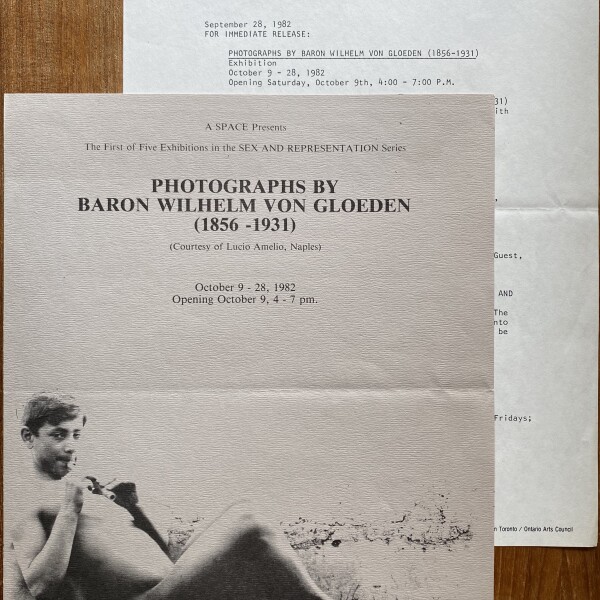 September 28, 1982
FOR IMMEDIATE RELEASE:
PHOTOGRAPHS BY BARON WILHELM VON GLOEDEN (1856-1931)
Exhibition
October 9 - 28, 1982
Opening Saturday, October 9th, 4:00 - 7:00 P.M.
31)
ith
Guest,
AND
The
nto
be
Fridays;
n Toronto / Ontario Arts Council
A SPACE Presents
The First of Five Exhibitions in the SEX AND REPRESENTATION Series
PHOTOGRAPHS BY
BARON WILHELM VON GLOEDEN
(1856 -1931)
(Courtesy of Lucio Amelio, Naples)
October 9 - 28, 1982
Opening October 9, 4 - 7 pm.